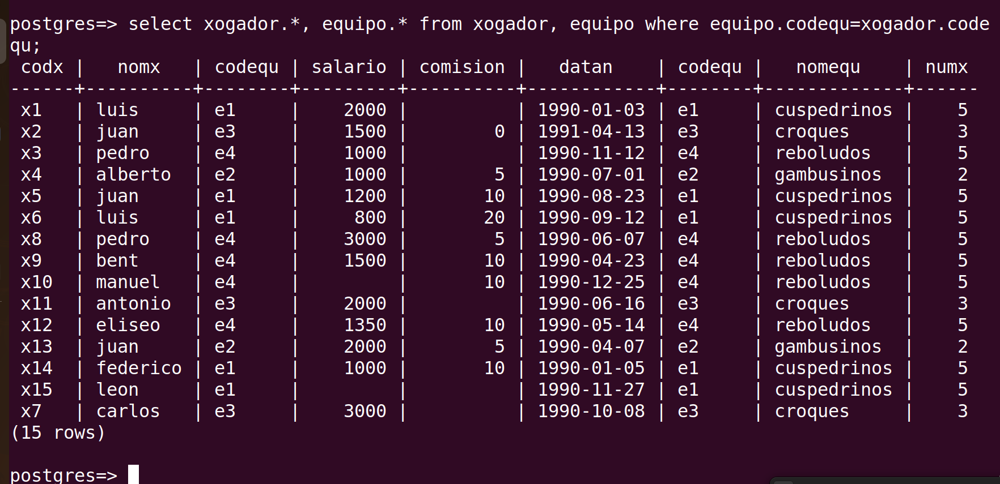 postgres=> select xogador.*, equipo.* from xogador, equipo where equipo.codequ=xogador.code
qu;
 codx |   nomx   | codequ | salario | comision |   datan    | codequ |   nomequ    | numx
------+----------+--------+---------+----------+------------+--------+-------------+------
 x1   | luis     | e1     |    2000 |          | 1990-01-03 | e1     | cuspedrinos |    5
 x2   | juan     | e3     |    1500 |        0 | 1991-04-13 | e3     | croques     |    3
 x3   | pedro    | e4     |    1000 |          | 1990-11-12 | e4     | reboludos   |    5
 x4   | alberto  | e2     |    1000 |        5 | 1990-07-01 | e2     | gambusinos  |    2
 x5   | juan     | e1     |    1200 |       10 | 1990-08-23 | e1     | cuspedrinos |    5
 x6   | luis     | e1     |     800 |       20 | 1990-09-12 | e1     | cuspedrinos |    5
 x8   | pedro    | e4     |    3000 |        5 | 1990-06-07 | e4     | reboludos   |    5
 x9   | bent     | e4     |    1500 |       10 | 1990-04-23 | e4     | reboludos   |    5
 x10  | manuel   | e4     |         |       10 | 1990-12-25 | e4     | reboludos   |    5
 x11  | antonio  | e3     |    2000 |          | 1990-06-16 | e3     | croques     |    3
 x12  | eliseo   | e4     |    1350 |       10 | 1990-05-14 | e4     | reboludos   |    5
 x13  | juan     | e2     |    2000 |        5 | 1990-04-07 | e2     | gambusinos  |    2
 x14  | federico | e1     |    1000 |       10 | 1990-01-05 | e1     | cuspedrinos |    5
 x15  | leon     | e1     |         |          | 1990-11-27 | e1     | cuspedrinos |    5
 x7   | carlos   | e3     |    3000 |          | 1990-10-08 | e3     | croques     |    3
(15 rows)
postgres=>